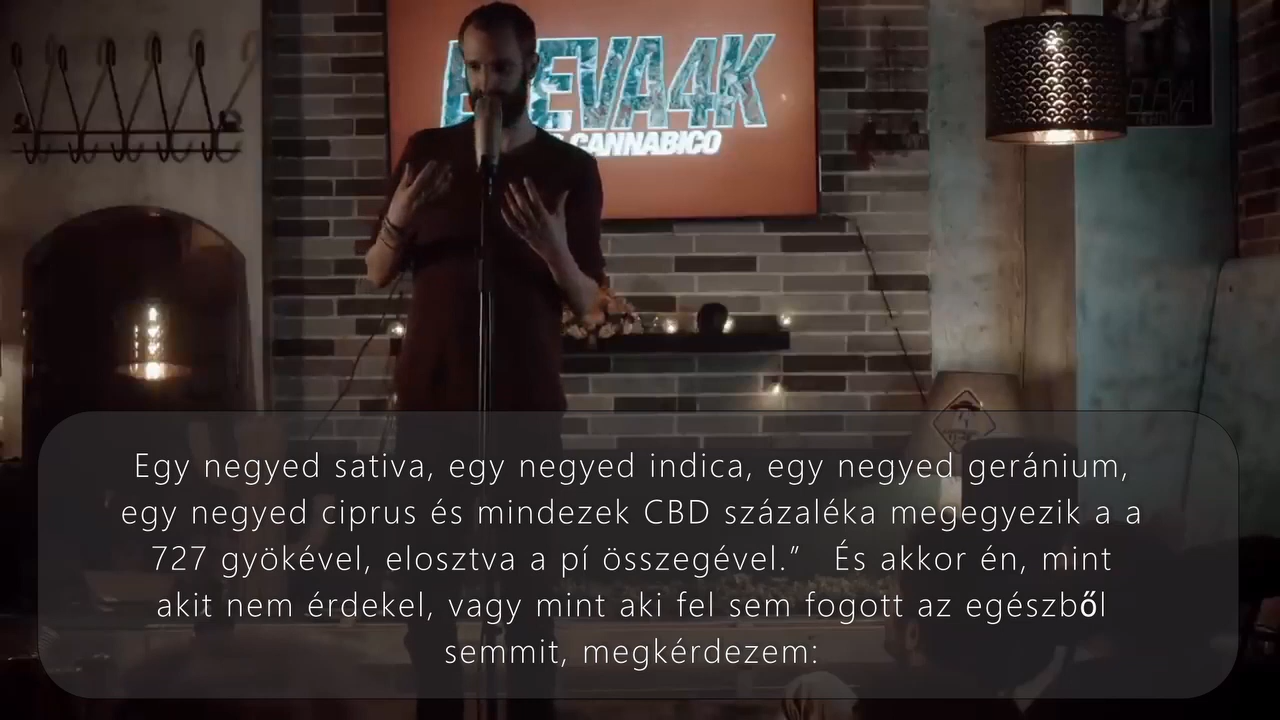 CANNABICO
Egy negyed sativa, egy negyed indica, egy negyed geránium,
egy negyed ciprus és mindezek CBD százaléka megegyezik a a
727 gyökével, elosztva a pí összegével.” És akkor én, mint
akit nem érdekel, vagy mint aki fel sem fogott az egészből
semmit, megkérdezem: